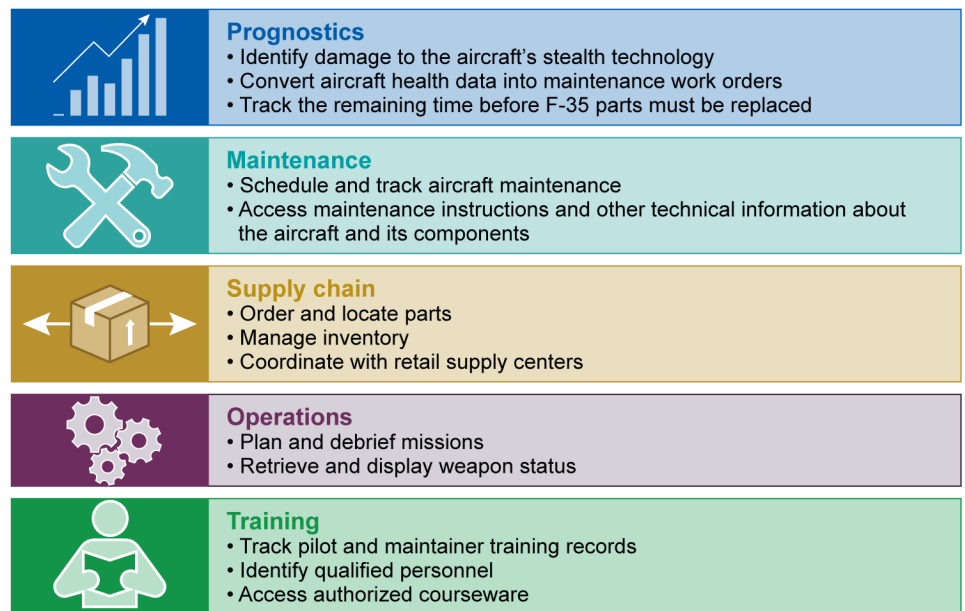 Prognostics
• Identify damage to the aircraft's stealth technology
• Convert aircraft health data into maintenance work orders
• Track the remaining time before F-35 parts must be replaced
Maintenance
• Schedule and track aircraft maintenance
• Access maintenance instructions and other technical information about
the aircraft and its components
Supply chain
• Order and locate parts
• Manage inventory
• Coordinate with retail supply centers
Operations
• Plan and debrief missions
• Retrieve and display weapon status
Training
• Track pilot and maintainer training records
• Identify qualified personnel
• Access authorized courseware